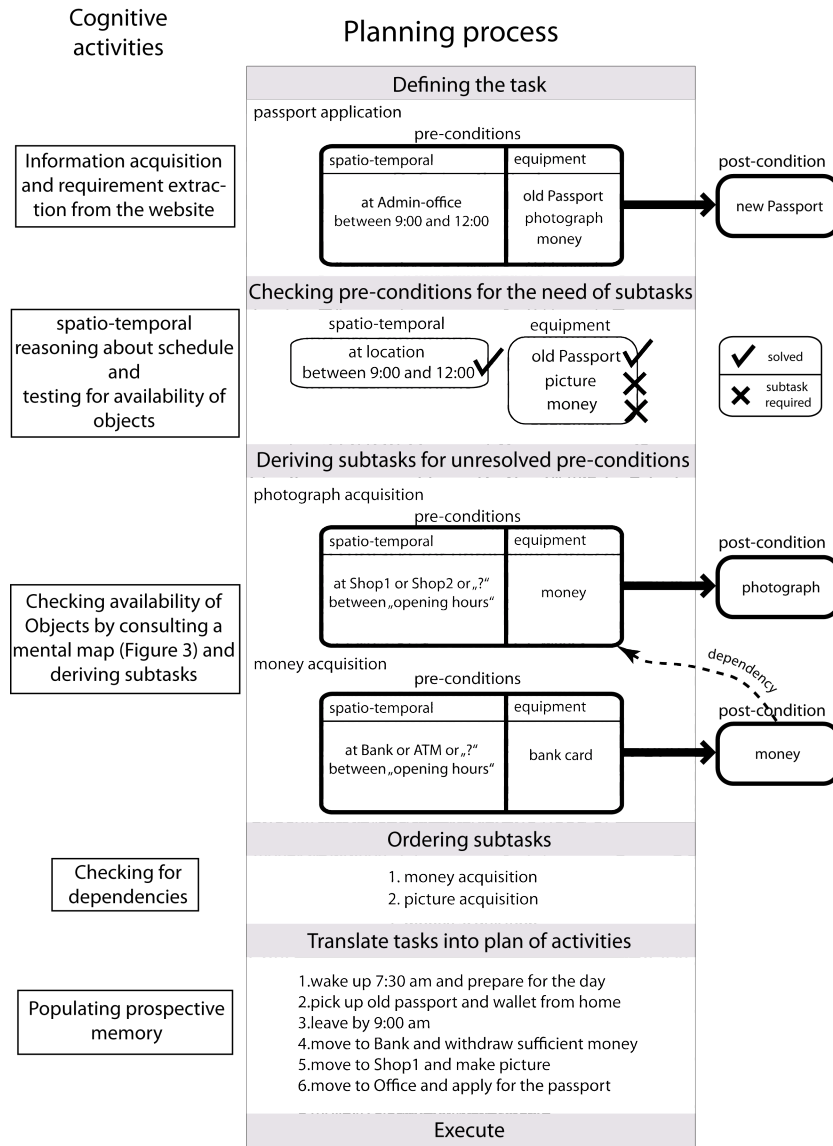 Cognitive
activities
Planning process
Defining the task
passport application
pre-conditions
spatio-temporal
equipment
post-condition
Information acquisition
and requirement extrac-
tion from the website
at Admin-office
between 9:00 and 12:00
old Passport
photograph
money
new Passport
Checking pre-conditions for the need of subtasks
spatio-temporal
reasoning about schedule
and
testing for availability of
objects
spatio-temporal
equipment
at location
between 9:00 and 12:00
old Passport
picture
money
solved
subtask
required
Deriving subtasks for unresolved pre-conditions
photograph acquisition
pre-conditions
spatio-temporal
equipment
post-condition
at Shop1 or Shop2 or „?“
between „opening hours“
money
photograph
Checking availability of
Objects by consulting a
mental map (Figure 3) and
deriving subtasks
dependency
money acquisition
pre-conditions
spatio-temporal
equipment
post-condition
at Bank or ATM or „?“
between „opening hours“
bank card
money
Ordering subtasks
Checking for
dependencies
1. money acquisition
2. picture acquisition
Translate tasks into plan of activities
Populating prospective
memory
1.wake up 7:30 am and prepare for the day
2.pick up old passport and wallet from home
3.leave by 9:00 am
4.move to Bank and withdraw sufficient money
5.move to Shop1 and make picture
6.move to Office and apply for the passport
Execute